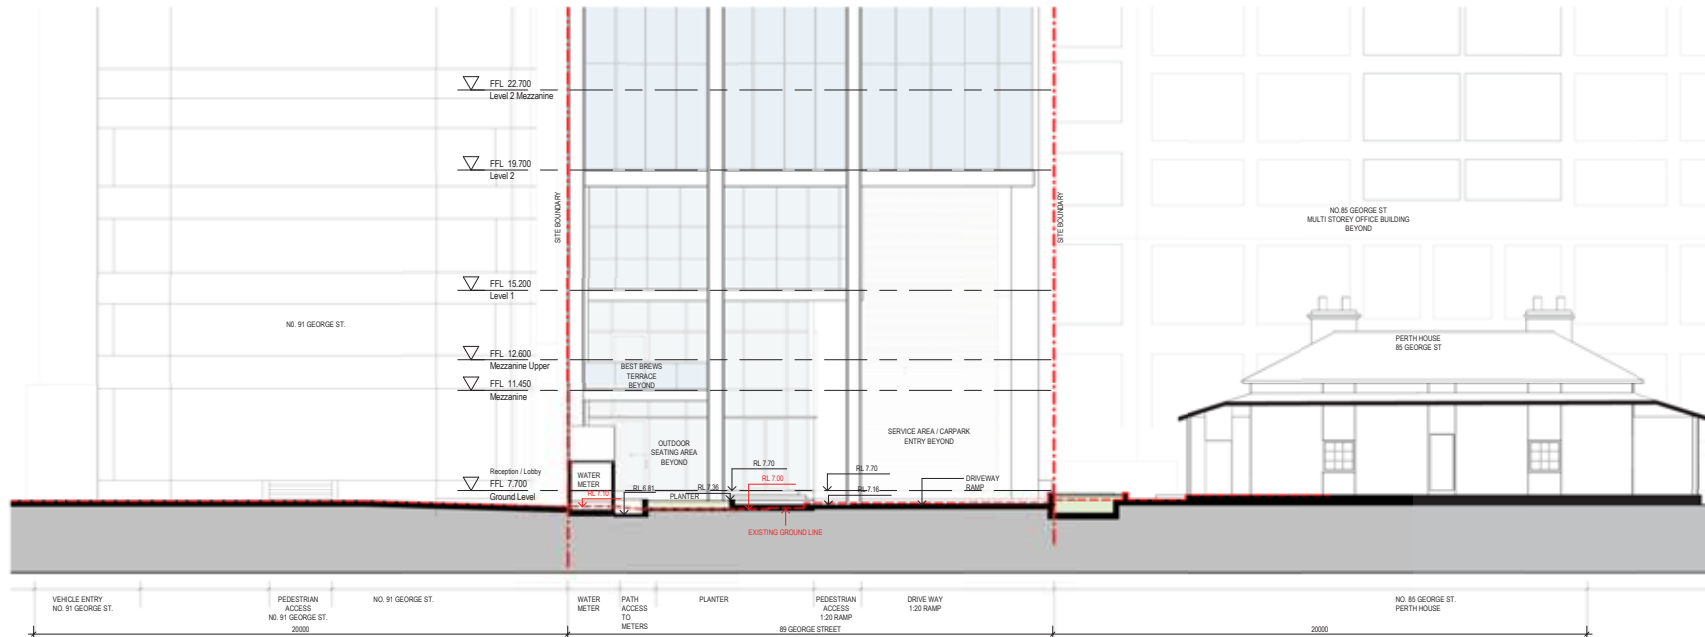 FFL 22.700
Level 2 Mezzanine
FFL 19.700
Level 2
SITE BOUNDARY
SITE BOUNDARY
NO.85 GEORGE ST
MULTI STOREY OFFICE BUILDING
BEYOND
FFL 15.200
Level 1
N0. 91 GEORGE ST.
PERTH HOUSE
85 GEORGE ST
FFL 12.600
Mezzanine Upper
BEST BREWS
TERRACE
BEYOND
FFL 11.450
Mezzanine
SERVICE AREA / CARPARK
ENTRY BEYOND
OUTDOOR
SEATING AREA
BEYOND
Reception / Lobby
FFL 7.700
Ground Level
WATER
METER
RL 7.10
RL 6.81
RL 7.36
PLANTER
RL 7.70
RL 7.00
RL 7.70
RL 7.16
DRIVEWAY
RAMP
EXISTING GROUND LINE
VEHICLE ENTRY
NO. 91 GEORGE ST.
PEDESTRIAN
ACCESS
N0. 91 GEORGE ST.
NO. 91 GEORGE ST.
WATER
METER
PATH
ACCESS
TO
METERS
PLANTER
PEDESTRIAN
ACCESS
1:20 RAMP
DRIVE WAY
1:20 RAMP
NO. 85 GEORGE ST.
PERTH HOUSE
20000
89 GEORGE STREET
20000